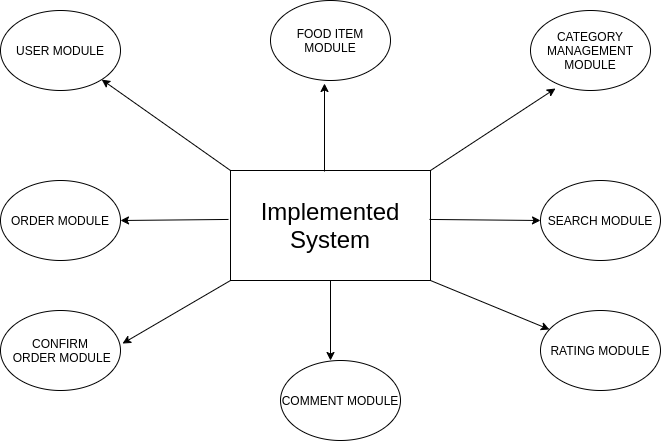 USER MODULE
FOOD ITEM
MODULE
CATEGORY
MANAGEMENT
MODULE
ORDER MODULE
Implemented
System
SEARCH MODULE
CONFIRM
ORDER MODULE
COMMENT MODULE
RATING MODULE